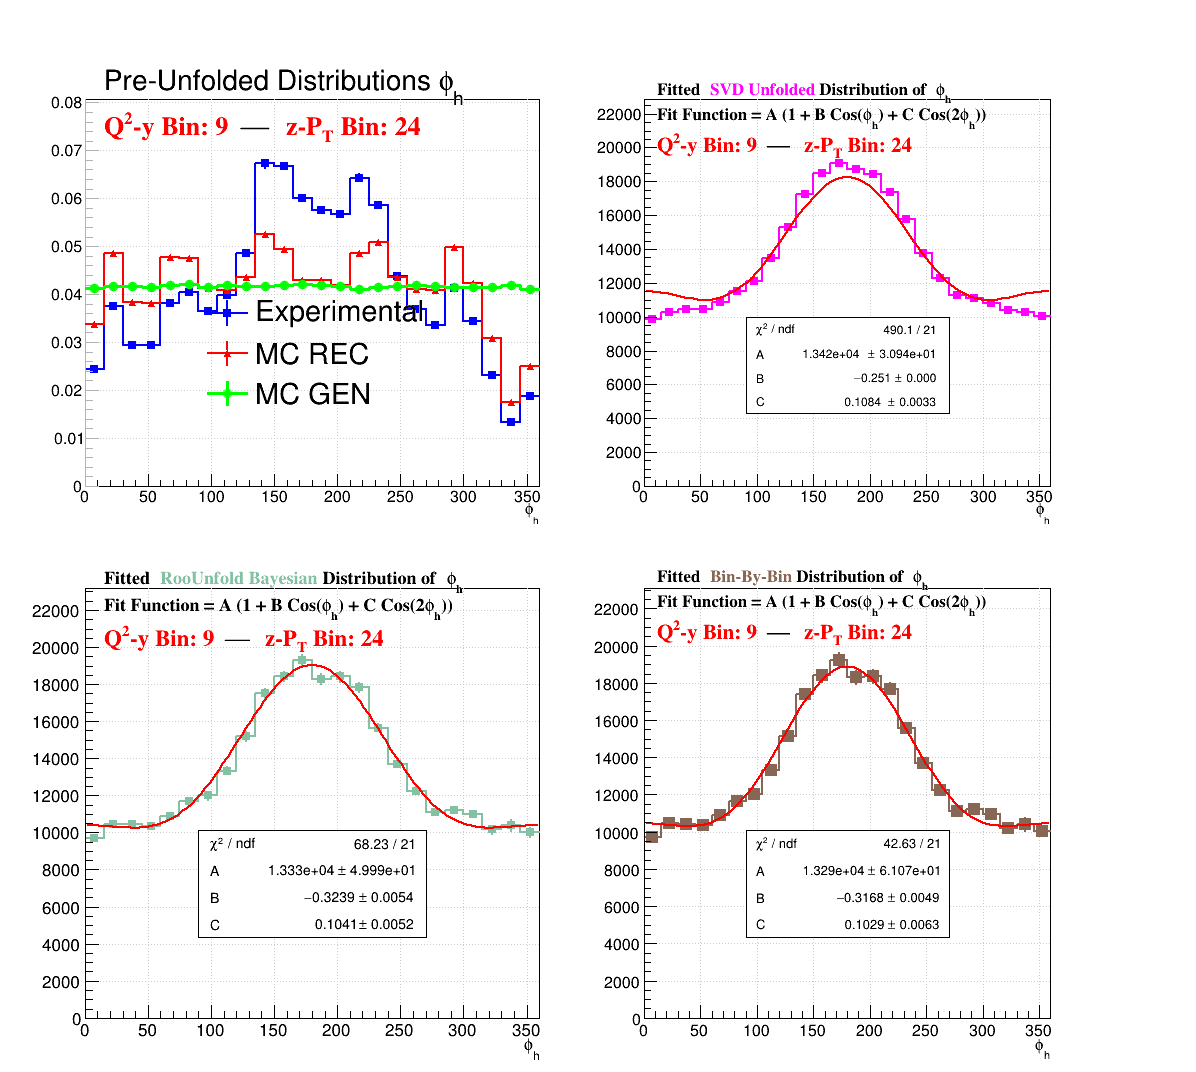 Pre-Unfolded Distributions ϕh
Q²-y Bin: 9 — z-PT Bin: 24
0.08
0.07
0.06
0.05
0.04
0.03
0.02
0.01
0
Experimental
MC REC
MC GEN
0 50 100 150 200 250 300 350
ϕh
Fitted SVD Unfolded Distribution of ϕh
Fit Function = A (1 + B Cos(ϕh) + C Cos(2ϕh))
Q²-y Bin: 9 — z-PT Bin: 24
22000
20000
18000
16000
14000
12000
10000
8000
6000
4000
2000
0
χ² / ndf 490.1 / 21
A 1.342e+04 ± 3.094e+01
B −0.251 ± 0.000
C 0.1084 ± 0.0033
0 50 100 150 200 250 300 350
ϕh
Fitted RooUnfold Bayesian Distribution of ϕh
Fit Function = A (1 + B Cos(ϕh) + C Cos(2ϕh))
Q²-y Bin: 9 — z-PT Bin: 24
22000
20000
18000
16000
14000
12000
10000
8000
6000
4000
2000
0
χ² / ndf 68.23 / 21
A 1.333e+04 ± 4.999e+01
B −0.3239 ± 0.0054
C 0.1041 ± 0.0052
0 50 100 150 200 250 300 350
ϕh
Fitted Bin-By-Bin Distribution of ϕh
Fit Function = A (1 + B Cos(ϕh) + C Cos(2ϕh))
Q²-y Bin: 9 — z-PT Bin: 24
22000
20000
18000
16000
14000
12000
10000
8000
6000
4000
2000
0
χ² / ndf 42.63 / 21
A 1.329e+04 ± 6.107e+01
B −0.3168 ± 0.0049
C 0.1029 ± 0.0063
0 50 100 150 200 250 300 350
ϕh